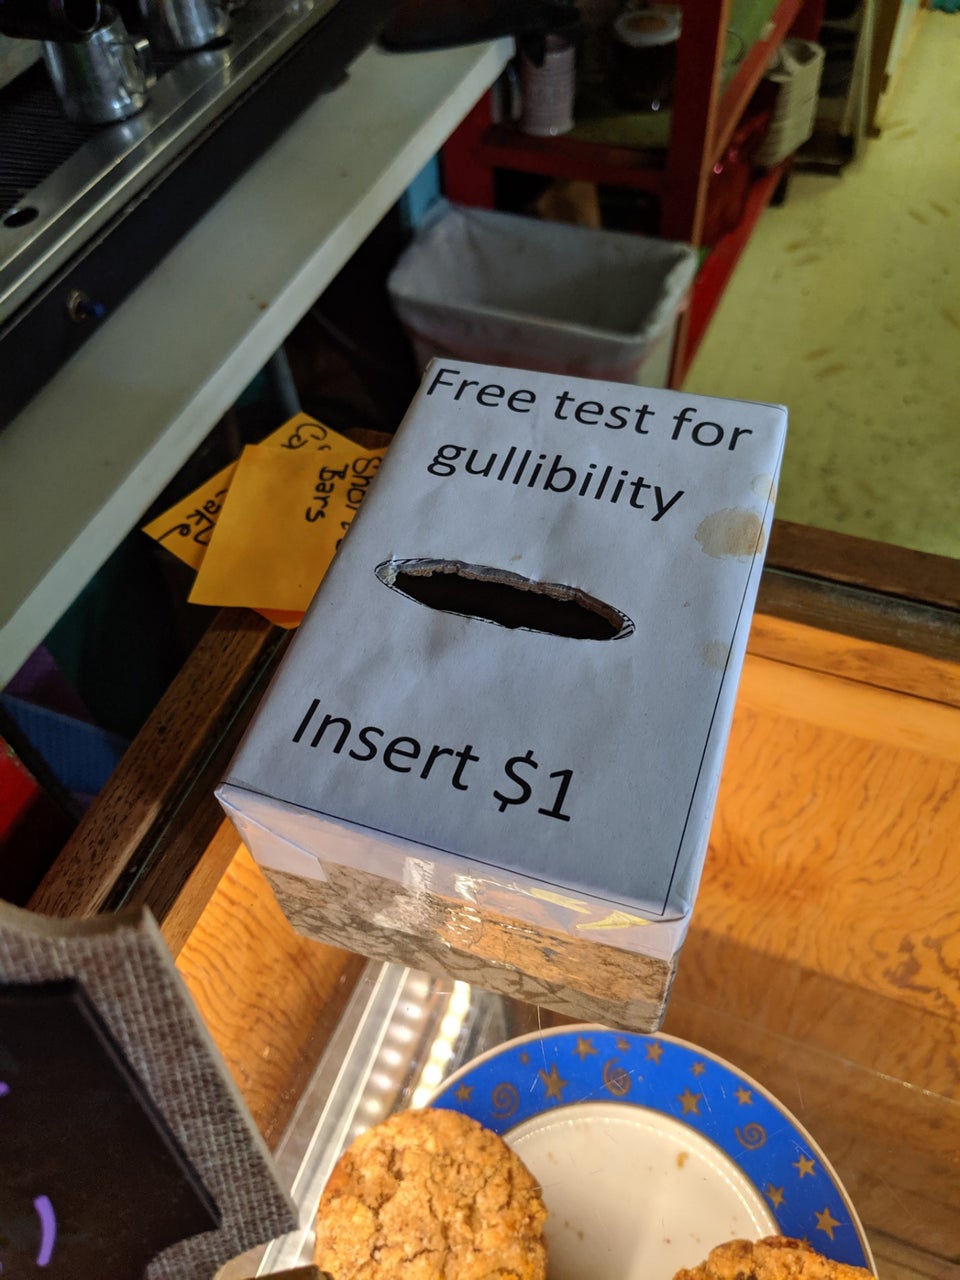 Free test for
gullibility
Insert $1
Bars